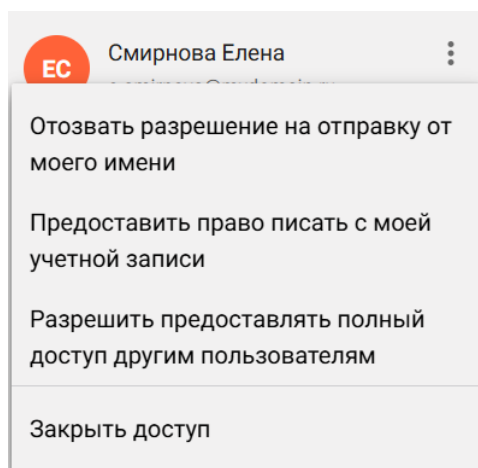 ЕС
Смирнова Елена
Отозвать разрешение на отправку от
моего имени
Предоставить право писать с моей
учетной записи
Разрешить предоставлять полный
доступ другим пользователям
Закрыть доступ